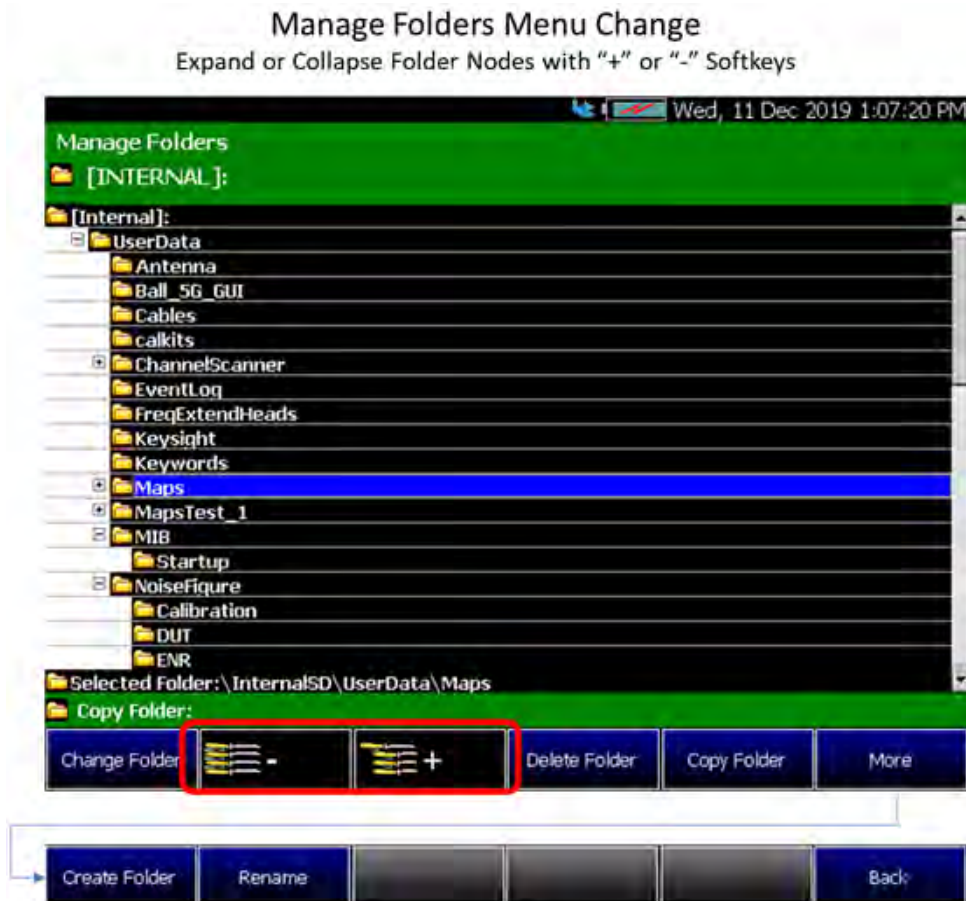 Manage Folders Menu Change
Expand or Collapse Folder Nodes with “+” or “-” Softkeys
Wed, 11 Dec 2019 1:07:20 PM
Manage Folders
[INTERNAL]:
[Internal]:
UserData
Antenna
Ball_5G_GUI
Cables
calkits
ChannelScanner
EventLog
FreqExtendHeads
Keysight
Keywords
Maps
MapsTest_1
MIB
Startup
NoiseFigure
Calibration
DUT
ENR
Selected Folder:\InternalSD\UserData\Maps
Copy Folder:
Change Folder - + Delete Folder Copy Folder More
Create Folder Rename Back